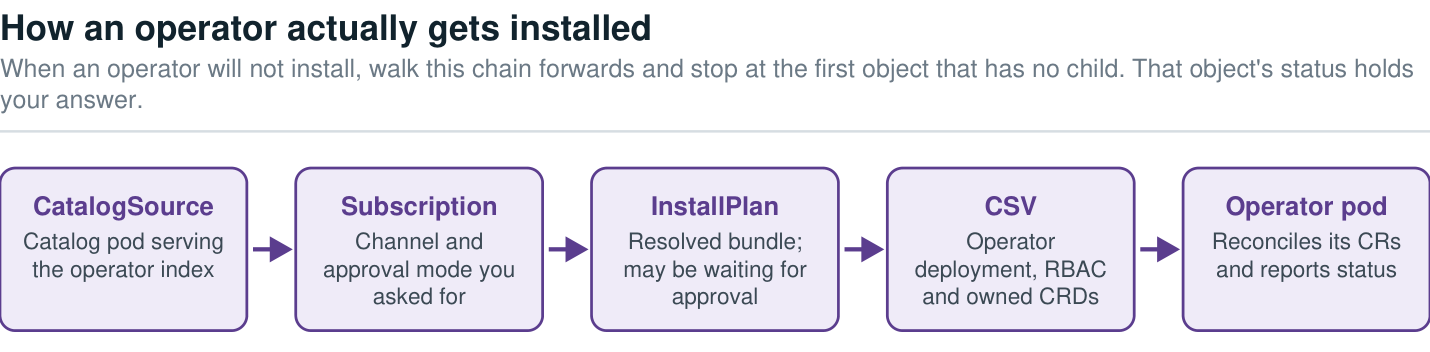 How an operator actually gets installed
When an operator will not install, walk this chain forwards and stop at the first object that has no child. That object's status holds
your answer.
CatalogSource
Catalog pod serving
the operator index
Subscription
Channel and
approval mode you
asked for
InstallPlan
Resolved bundle;
may be waiting for
approval
CSV
Operator
deployment, RBAC
and owned CRDs
Operator pod
Reconciles its CRs
and reports status